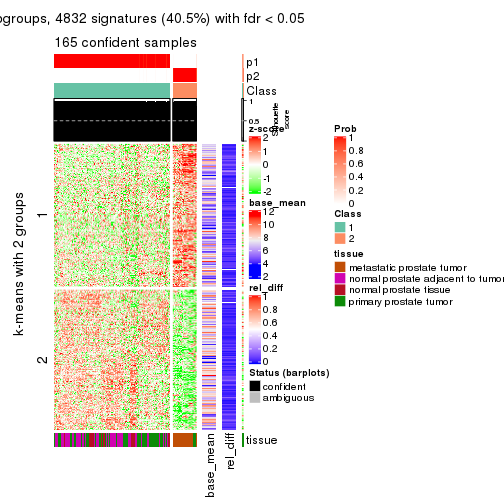 ogroups, 4832 signatures (40.5%) with fdr < 0.05
165 confident samples
p1
p2
Class
1
0.5
Silhouette
score
k-means with 2 groups
1
2
z-score
2
1
0
-1
-2
base_mean
12
10
8
6
4
2
rel_diff
1
0.8
0.6
0.4
0.2
0
Status (barplots)
confident
ambiguous
Prob
1
0.8
0.6
0.4
0.2
0
Class
1
2
tissue
metastatic prostate tumor
normal prostate adjacent to tumor
normal prostate tissue
primary prostate tumor
tissue
base_mean
rel_diff